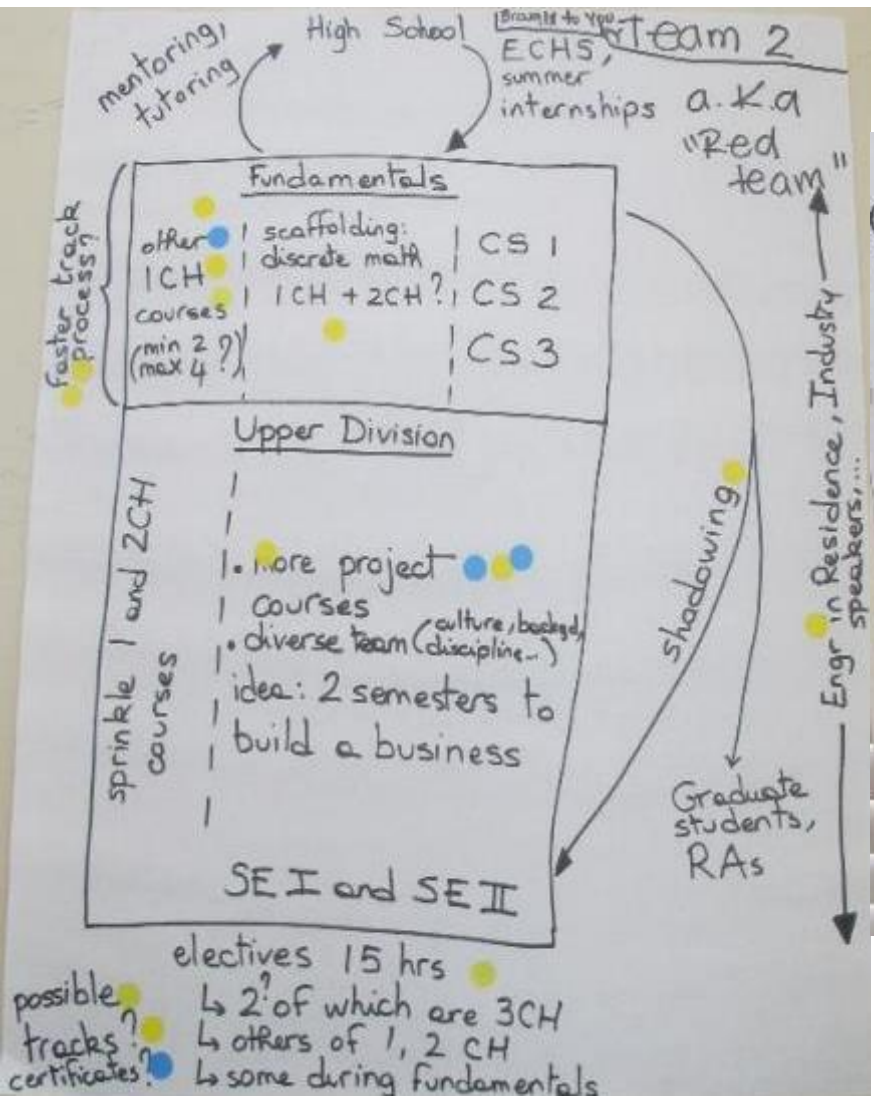 mentoring,
tutoring
High School
Brought to You
Team 2
ECHS,
summer
internships
a.k.a
"Red
team"
Fundamentals
Faster track
process?
other
1CH
courses
(min 2 ?)
(max 4 ?)
scaffolding:
discrete math
1CH + 2CH?
CS 1
CS 2
CS 3
Upper Division
sprinkle 1 and 2CH
courses
• more project
courses
• diverse team (culture, backgd,
discipline..)
idea: 2 semesters to
build a business
SE I and SE II
shadowing
Graduate
students,
RAs
Engr in Residence, Industry
speakers,...
electives 15 hrs
↳ 2? of which are 3CH
↳ others of 1, 2 CH
↳ some during fundamentals
possible
tracks?
certificates?